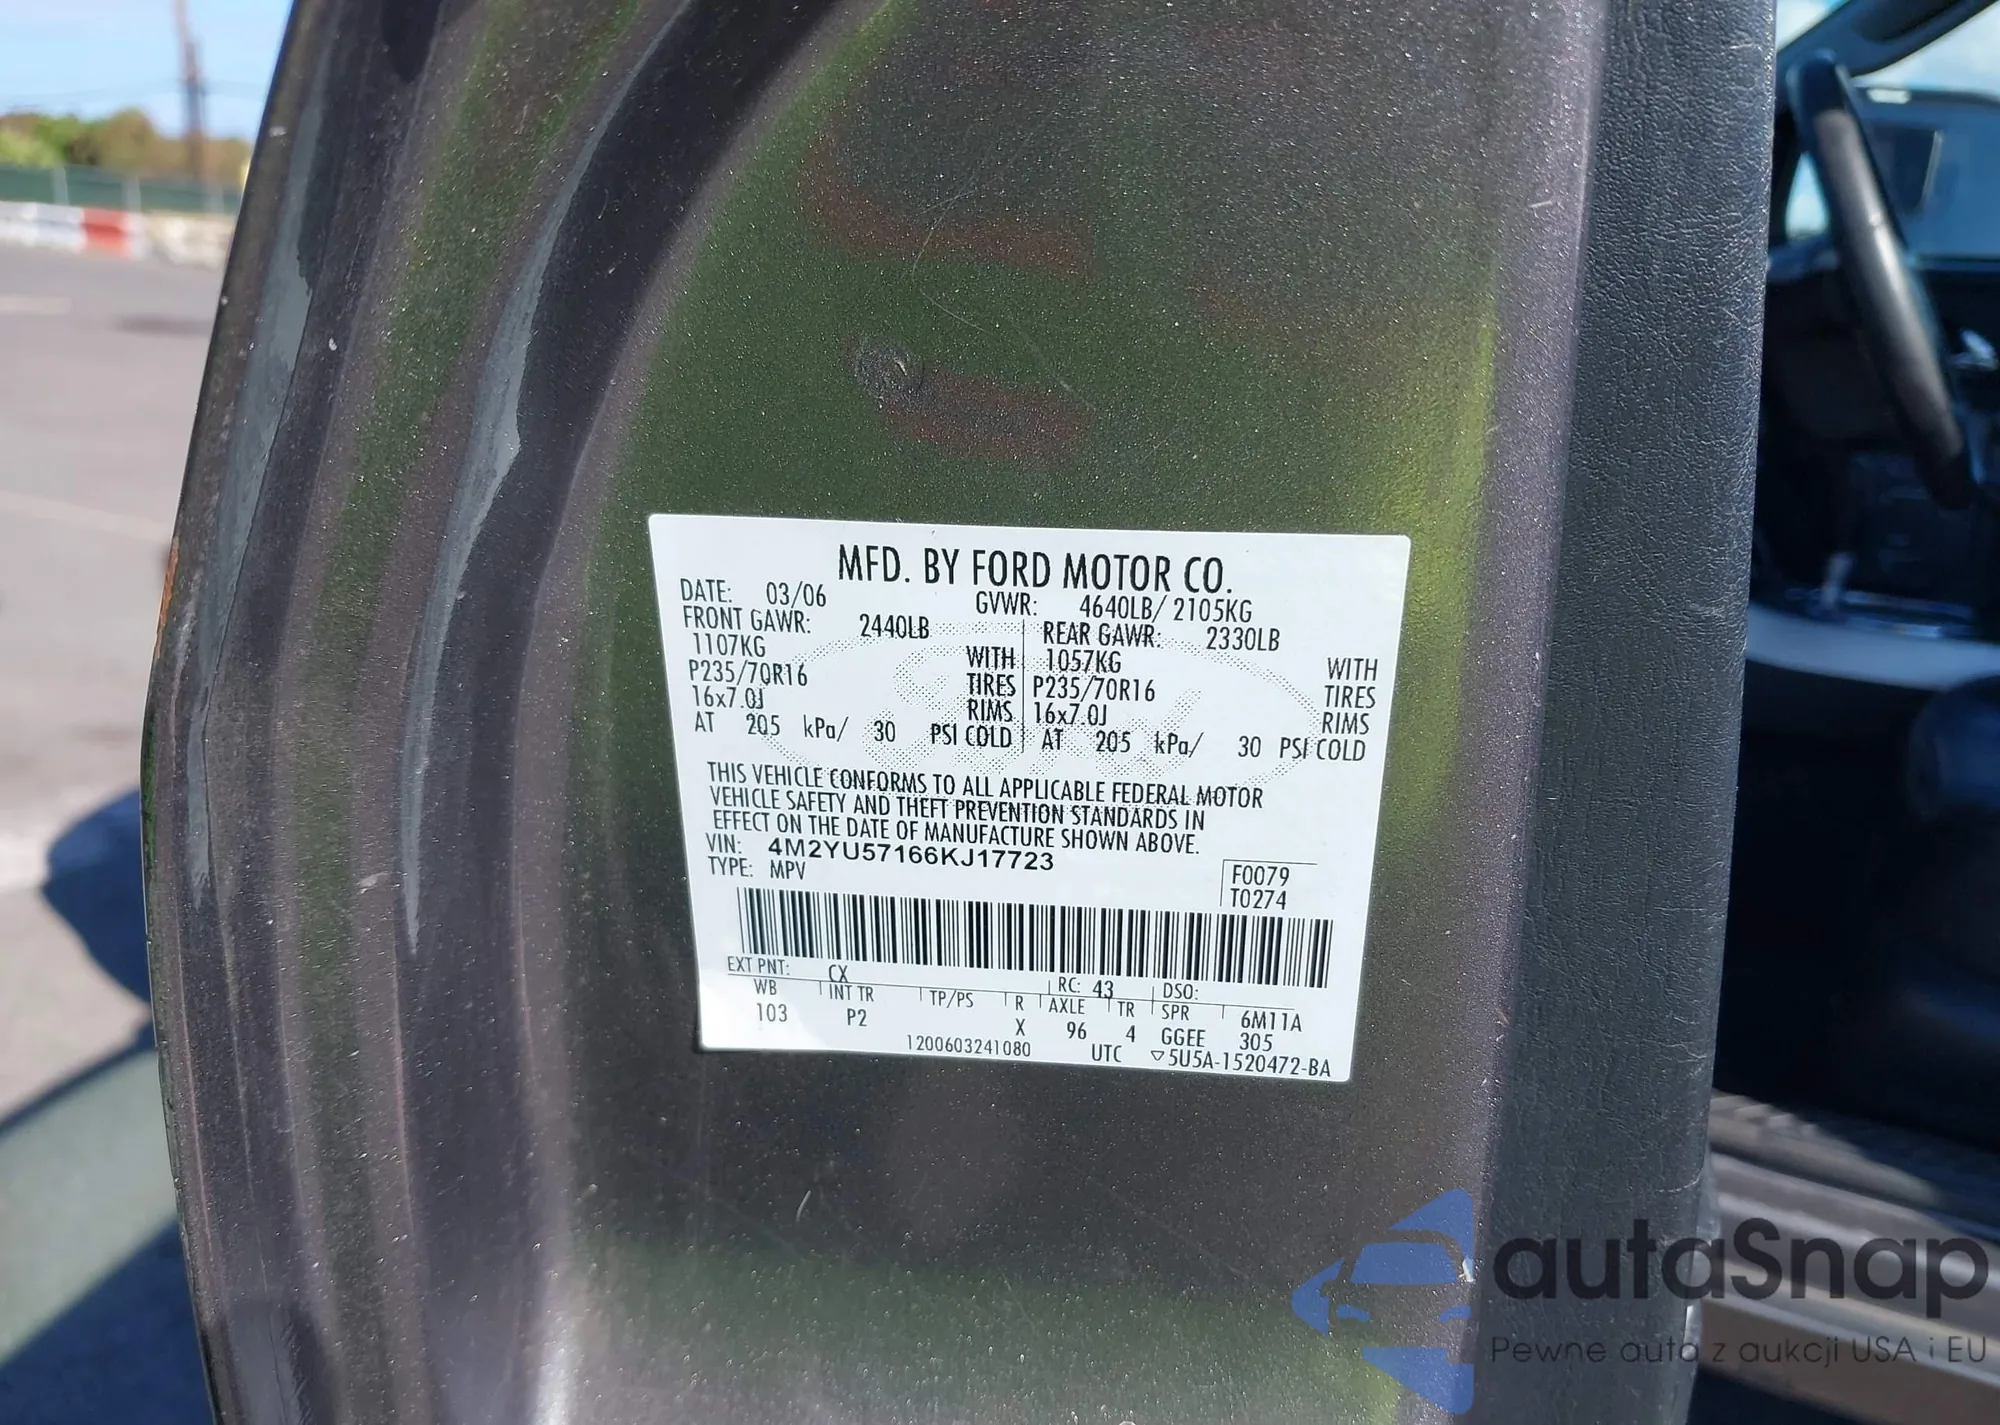 MFD. BY FORD MOTOR CO.
DATE: 03/06 GVWR: 4640LB/ 2105KG
FRONT GAWR: 2440LB REAR GAWR: 2330LB
1107KG WITH 1057KG WITH
P235/70R16 TIRES P235/70R16 TIRES
16x7.0J RIMS 16x7.0J RIMS
AT 205 kPa/ 30 PSI COLD AT 205 kPa/ 30 PSI COLD
THIS VEHICLE CONFORMS TO ALL APPLICABLE FEDERAL MOTOR
VEHICLE SAFETY AND THEFT PREVENTION STANDARDS IN
EFFECT ON THE DATE OF MANUFACTURE SHOWN ABOVE.
VIN: 4M2YU57166KJ17723
TYPE: MPV F0079
T0274
EXT PNT: CX RC: 43 DSO:
WB INT TR TP/PS R AXLE TR SPR 6M11A
103 P2 X 96 4 GGEE 305
1200603241080 UTC ▽5U5A-1520472-BA
autaSnap
Pewne auta z aukcji USA i EU